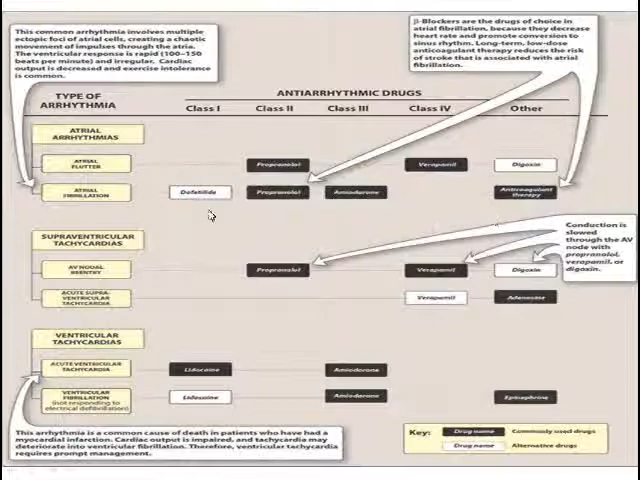 This common arrhythmia involves multiple
ectopic foci of atrial cells, creating a chaotic
movement of impulses through the atria.
The ventricular response is rapid (100–150
beats per minute) and irregular. Cardiac
output is decreased and exercise intolerance
is common.
β-Blockers are the drugs of choice in
atrial fibrillation, because they decrease
heart rate and promote conversion to
sinus rhythm. Long-term, low-dose
anticoagulant therapy reduces the risk
of stroke that is associated with atrial
fibrillation.
TYPE OF
ARRHYTHMIA
ANTIARRHYTHMIC DRUGS
Class I Class II Class III Class IV Other
ATRIAL
ARRHYTHMIAS
ATRIAL
FLUTTER
Propranolol Verapamil Digoxin
ATRIAL
FIBRILLATION
Dofetilide Propranolol Amiodarone Anticoagulant
therapy
SUPRAVENTRICULAR
TACHYCARDIAS
Conduction is
slowed
through the AV
node with
propranolol,
verapamil, or
digoxin.
AV NODAL
REENTRY
Propranolol Verapamil Digoxin
ACUTE SUPRA-
VENTRICULAR
TACHYCARDIA
Verapamil Adenosine
VENTRICULAR
TACHYCARDIAS
ACUTE VENTRICULAR
TACHYCARDIA
Lidocaine Amiodarone
VENTRICULAR
FIBRILLATION
(not responding to
electrical defibrillation)
Lidocaine Amiodarone Epinephrine
This arrhythmia is a common cause of death in patients who have had a
myocardial infarction. Cardiac output is impaired, and tachycardia may
deteriorate into ventricular fibrillation. Therefore, ventricular tachycardia
requires prompt management.
Key: Drug name Commonly used drugs
Drug name Alternative drugs